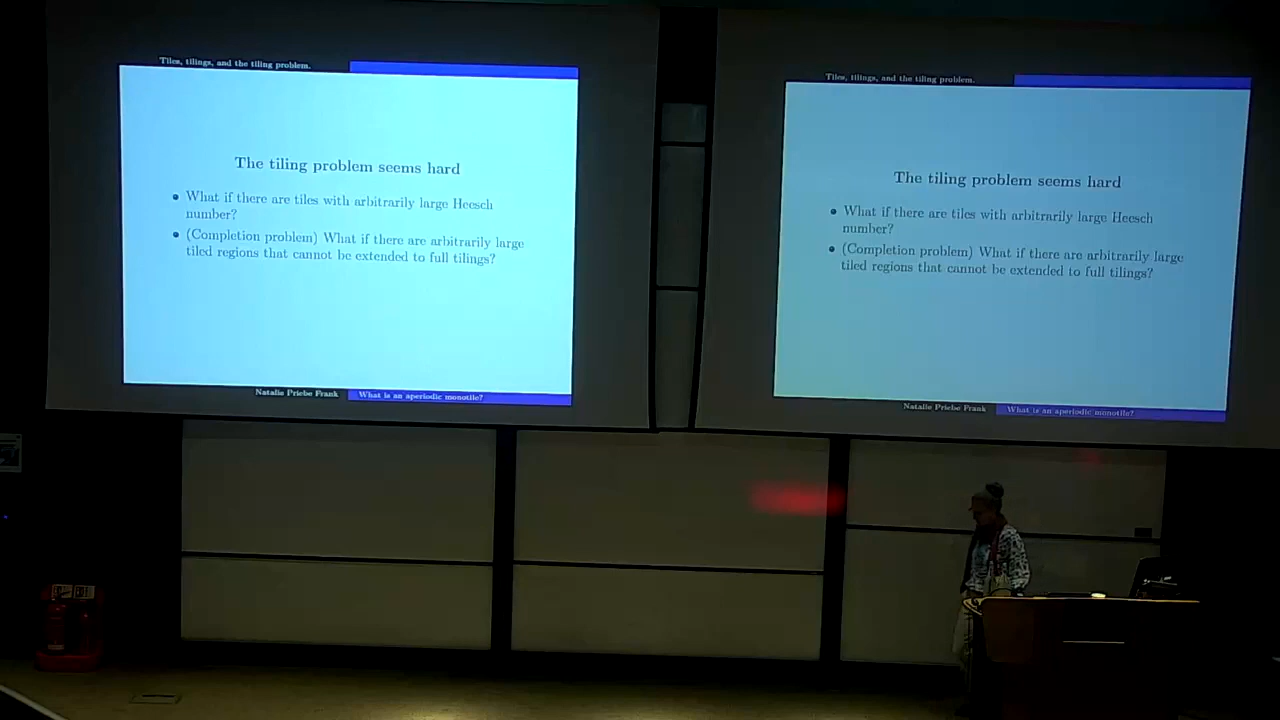 Tiles, tilings, and the tiling problem.
The tiling problem seems hard
• What if there are tiles with arbitrarily large Heesch
number?
• (Completion problem) What if there are arbitrarily large
tiled regions that cannot be extended to full tilings?
Natalie Priebe Frank
What is an aperiodic monotile?
Tiles, tilings, and the tiling problem.
The tiling problem seems hard
• What if there are tiles with arbitrarily large Heesch
number?
• (Completion problem) What if there are arbitrarily large
tiled regions that cannot be extended to full tilings?
Natalie Priebe Frank
What is an aperiodic monotile?